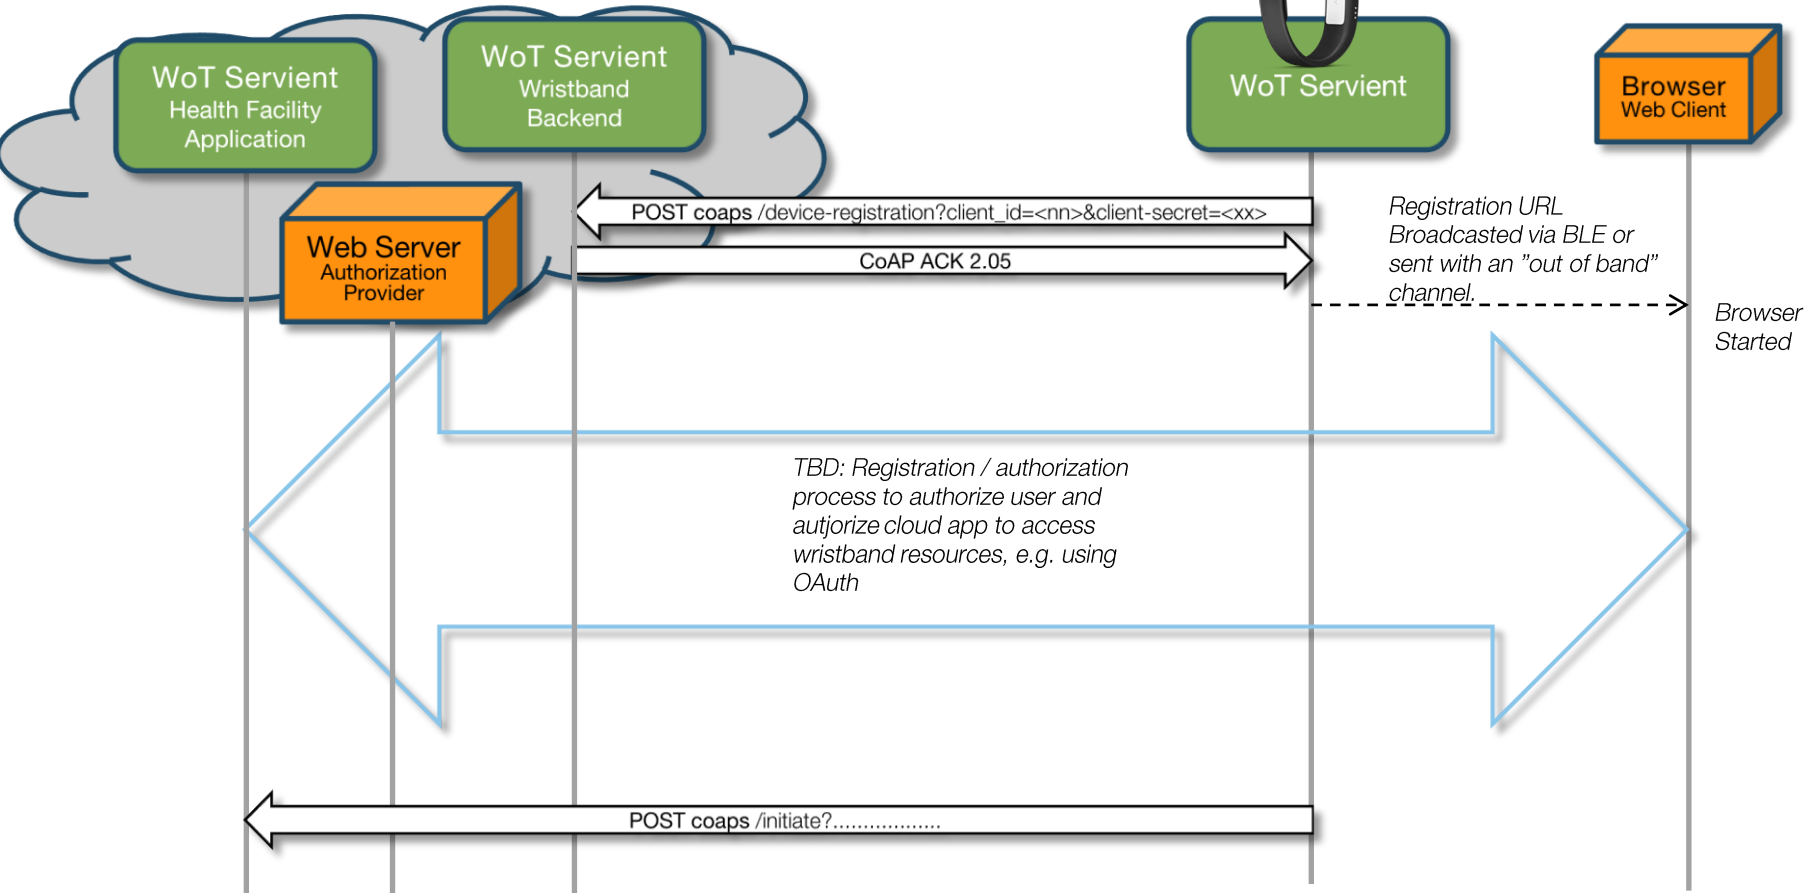 WoT Servient
Health Facility
Application
WoT Servient
Wristband
Backend
WoT Servient
Browser
Web Client
Web Server
Authorization
Provider
POST coaps /device-registration?client_id=<nn>&client-secret=<xx>
CoAP ACK 2.05
Registration URL
Broadcasted via BLE or
sent with an ”out of band”
channel.
Browser
Started
TBD: Registration / authorization
process to authorize user and
autjorize cloud app to access
wristband resources, e.g. using
OAuth
POST coaps /initiate?..................